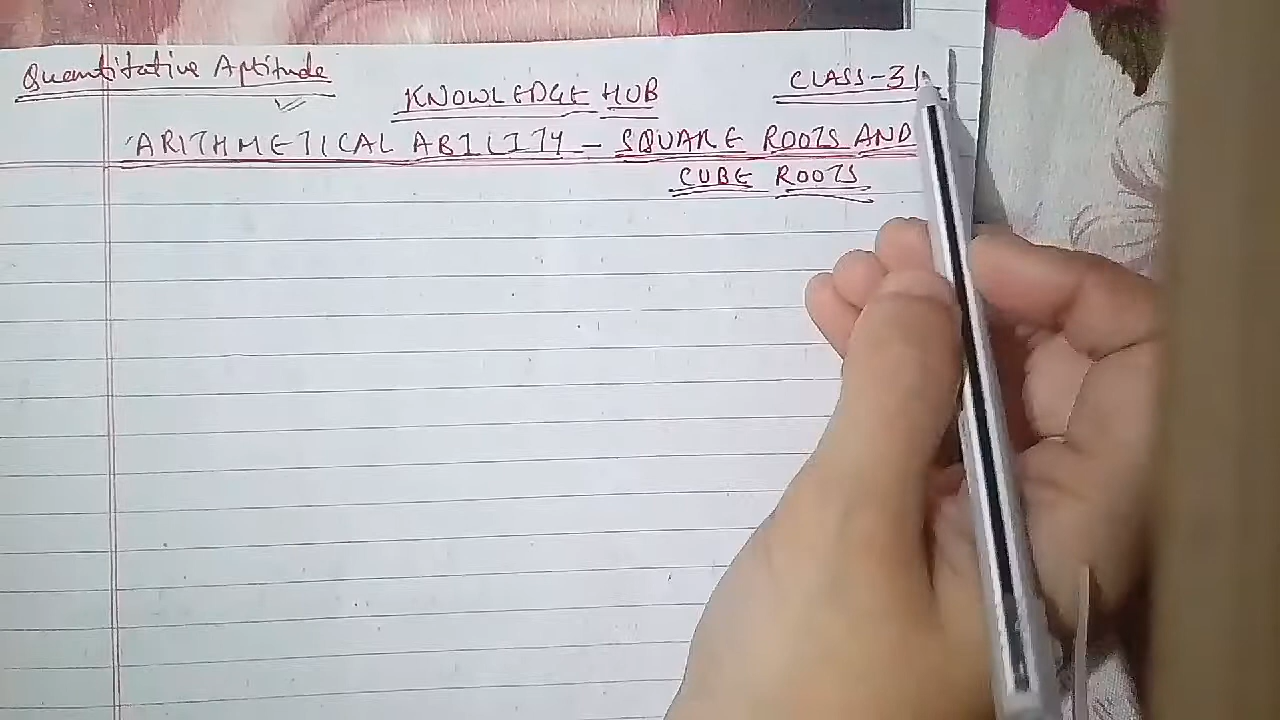 Quantitative Aptitude
KNOWLEDGE HUB
CLASS-31
ARITHMETICAL ABILITY - SQUARE ROOTS AND
CUBE ROOTS